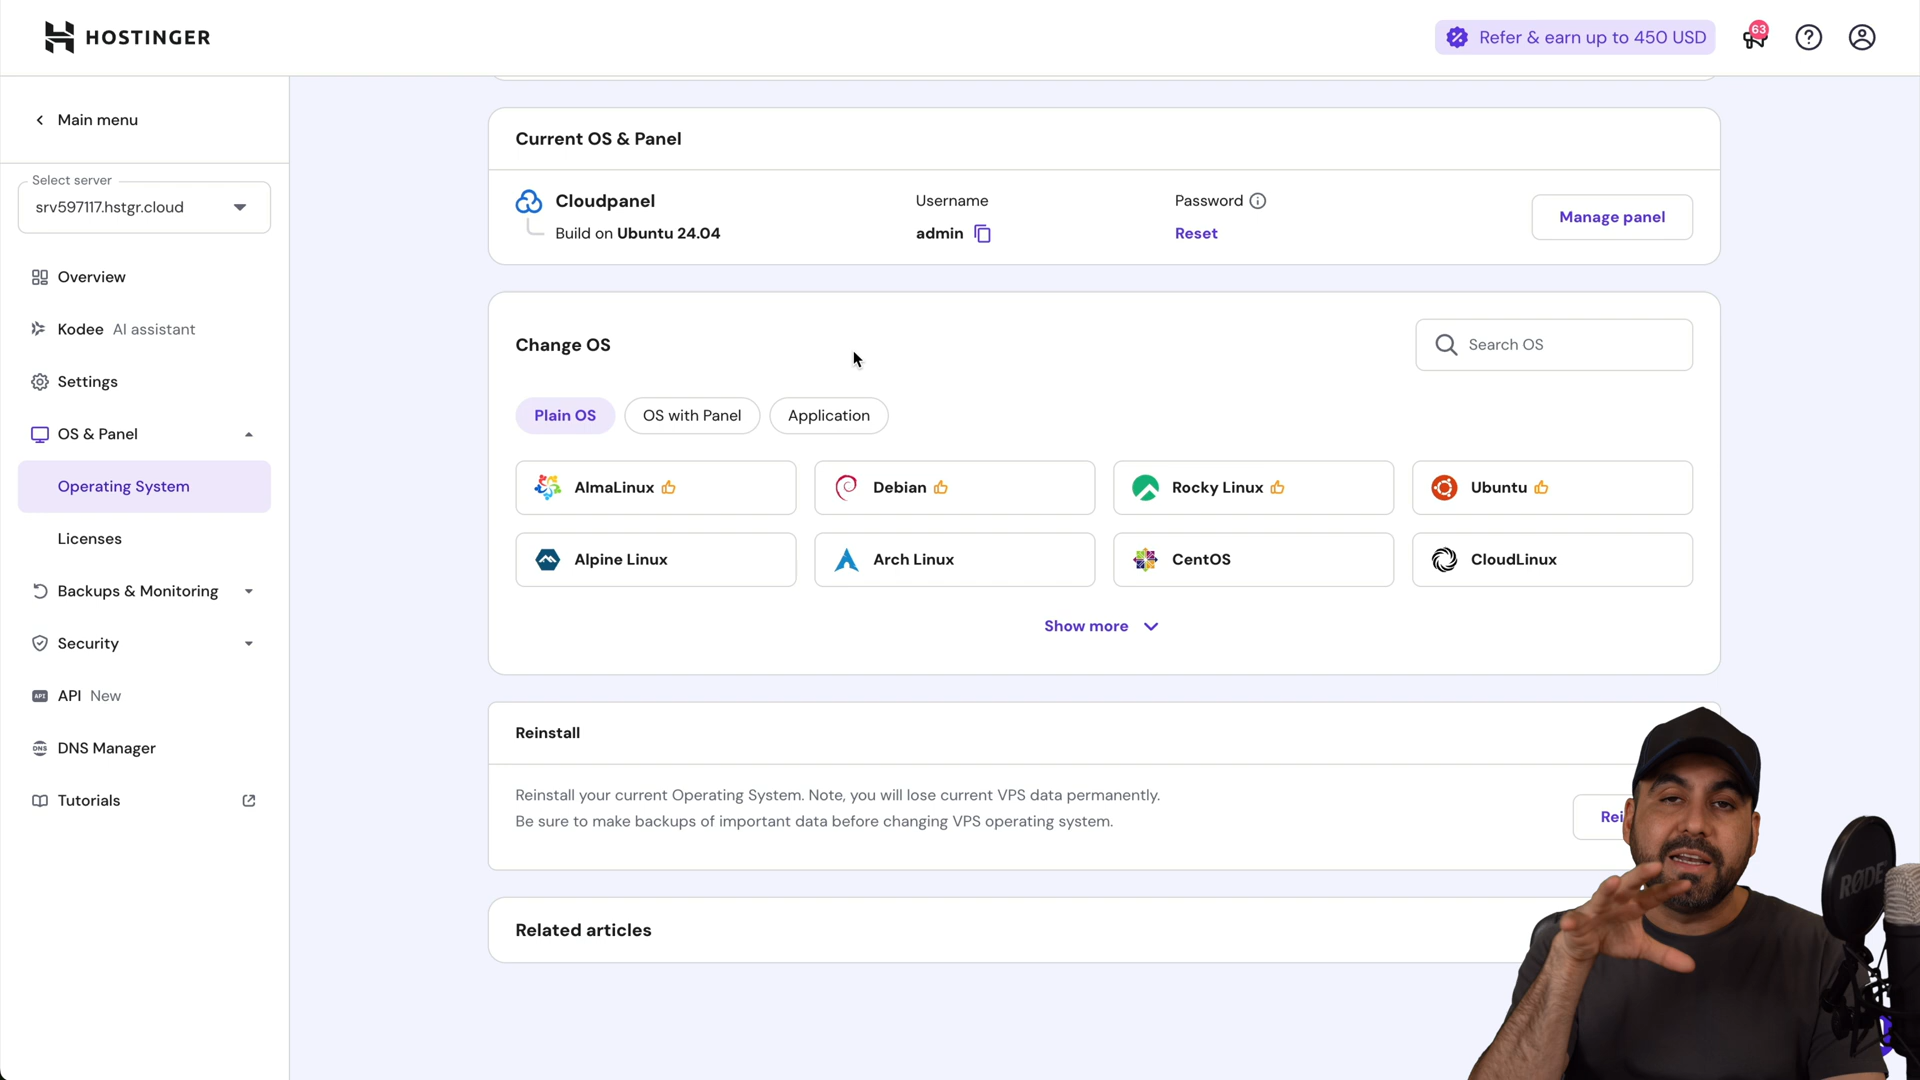 HOSTINGER
Refer & earn up to 450 USD
63
Main menu
Select server
srv597117.hstgr.cloud
Overview
Kodee AI assistant
Settings
OS & Panel
Operating System
Licenses
Backups & Monitoring
Security
API
API New
DNS
DNS Manager
Tutorials
Current OS & Panel
Cloudpanel
Build on Ubuntu 24.04
Username
admin
Password
Reset
Manage panel
Change OS
Search OS
Plain OS
OS with Panel
Application
AlmaLinux
Debian
Rocky Linux
Ubuntu
Alpine Linux
Arch Linux
CentOS
CloudLinux
Show more
Reinstall
Reinstall your current Operating System. Note, you will lose current VPS data permanently.
Be sure to make backups of important data before changing VPS operating system.
Rei
Related articles
RØDE